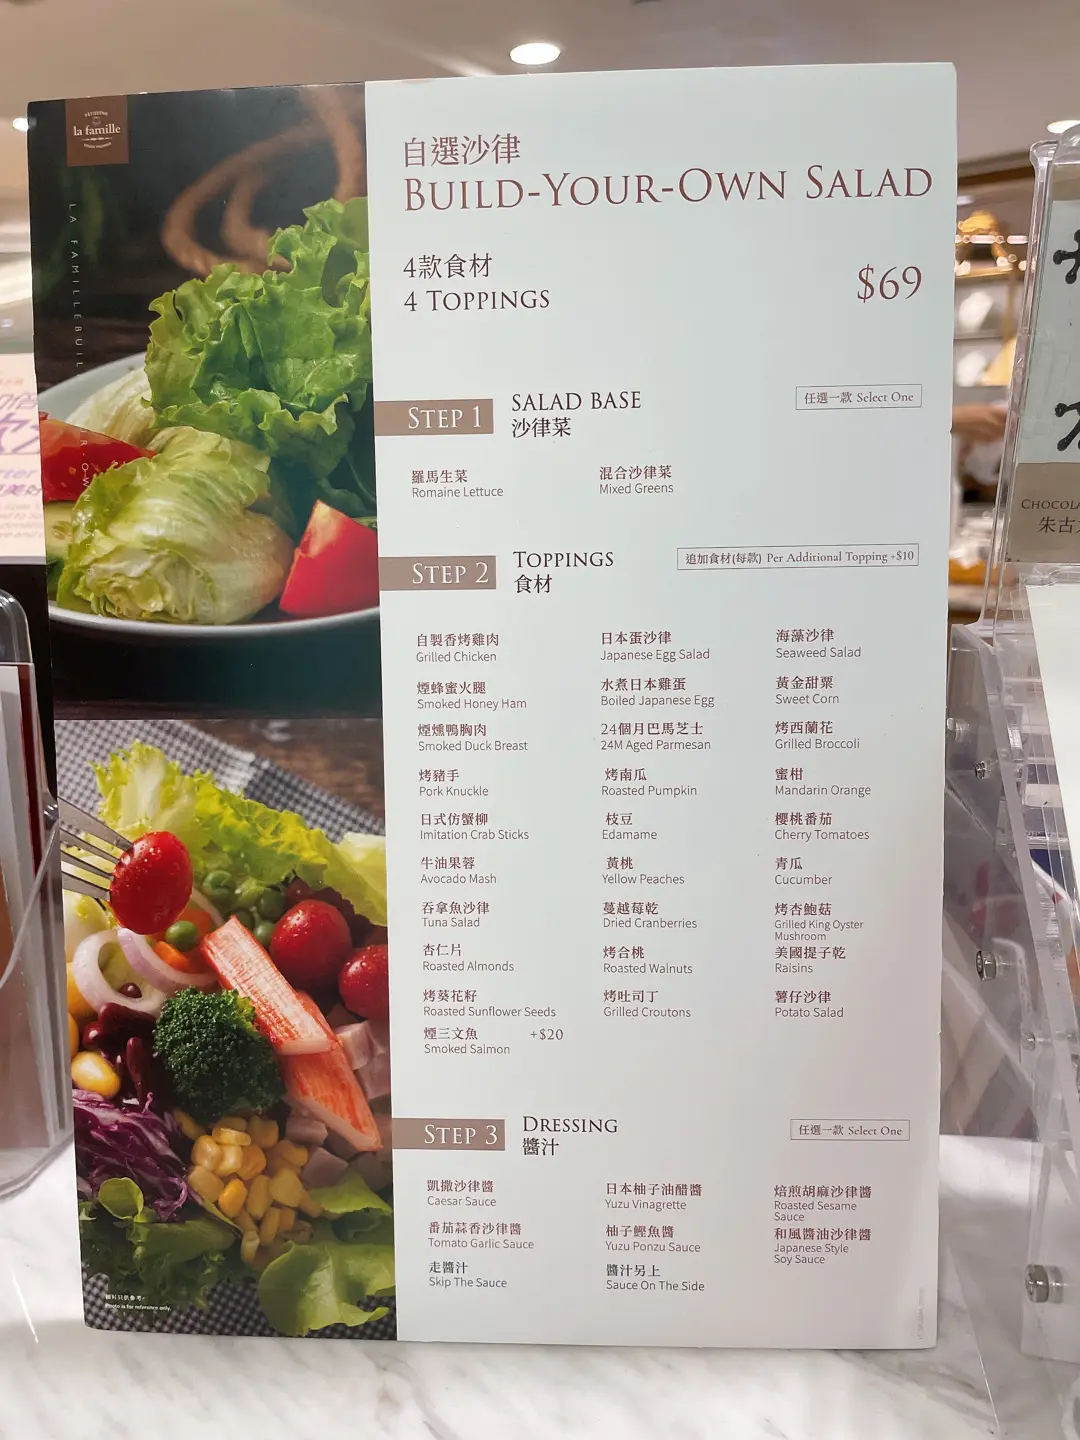 la famille
自選沙律
BUILD-YOUR-OWN SALAD
4款食材
4 TOPPINGS
$69
STEP 1
SALAD BASE
沙律菜
任選一款 Select One
羅馬生菜
Romaine Lettuce
混合沙律菜
Mixed Greens
STEP 2
TOPPINGS
食材
追加食材(每款) Per Additional Topping +$10
自製香烤雞肉
Grilled Chicken
日本蛋沙律
Japanese Egg Salad
海藻沙律
Seaweed Salad
煙蜂蜜火腿
Smoked Honey Ham
水煮日本雞蛋
Boiled Japanese Egg
黃金甜粟
Sweet Corn
煙燻鴨胸肉
Smoked Duck Breast
24個月巴馬芝士
24M Aged Parmesan
烤西蘭花
Grilled Broccoli
烤豬手
Pork Knuckle
烤南瓜
Roasted Pumpkin
蜜柑
Mandarin Orange
日式仿蟹柳
Imitation Crab Sticks
枝豆
Edamame
櫻桃番茄
Cherry Tomatoes
牛油果蓉
Avocado Mash
黃桃
Yellow Peaches
青瓜
Cucumber
吞拿魚沙律
Tuna Salad
蔓越莓乾
Dried Cranberries
烤杏鮑菇
Grilled King Oyster
Mushroom
杏仁片
Roasted Almonds
烤合桃
Roasted Walnuts
美國提子乾
Raisins
烤葵花籽
Roasted Sunflower Seeds
烤吐司丁
Grilled Croutons
薯仔沙律
Potato Salad
煙三文魚 +$20
Smoked Salmon
STEP 3
DRESSING
醬汁
任選一款 Select One
凱撒沙律醬
Caesar Sauce
日本柚子油醋醬
Yuzu Vinagrette
焙煎胡麻沙律醬
Roasted Sesame
Sauce
番茄蒜香沙律醬
Tomato Garlic Sauce
柚子鰹魚醬
Yuzu Ponzu Sauce
和風醬油沙律醬
Japanese Style
Soy Sauce
走醬汁
Skip The Sauce
醬汁另上
Sauce On The Side
圖片只供參考。
Photo is for reference only.
CHOCOLA
朱古